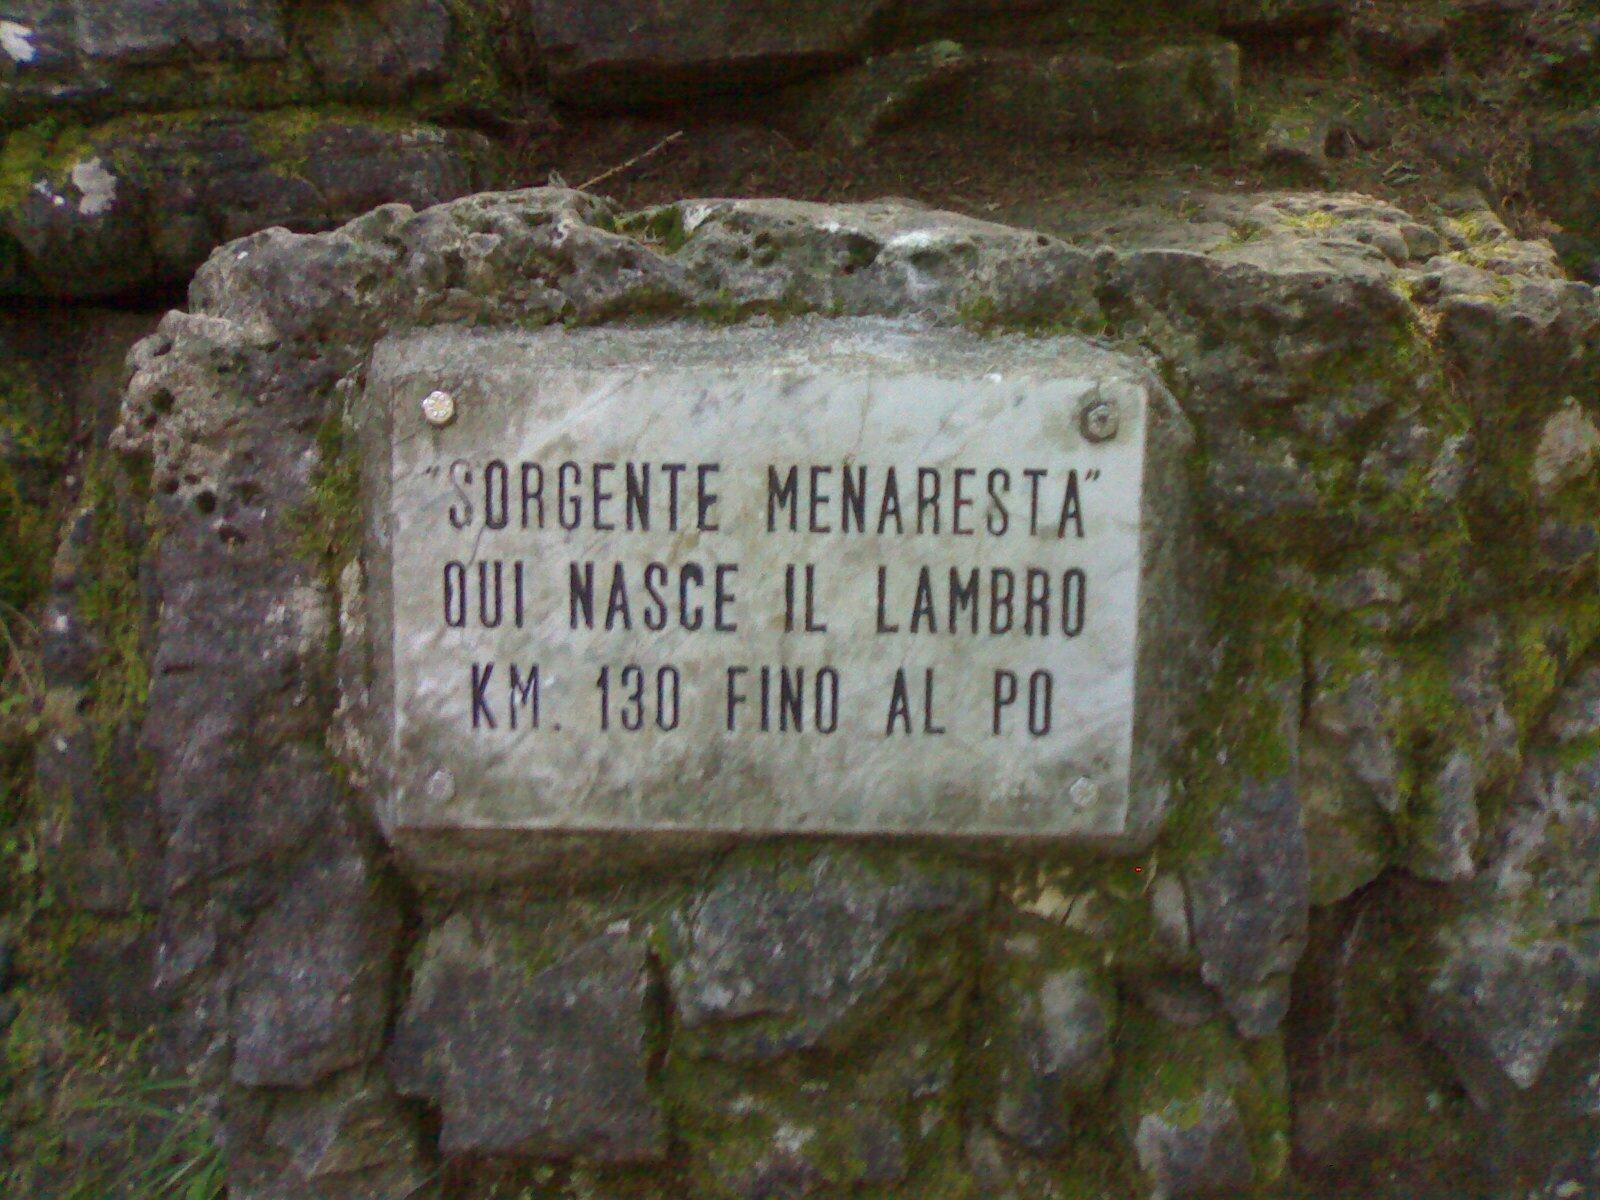 "SORGENTE MENARESTA"
QUI NASCE IL LAMBRO
KM. 130 FINO AL PO